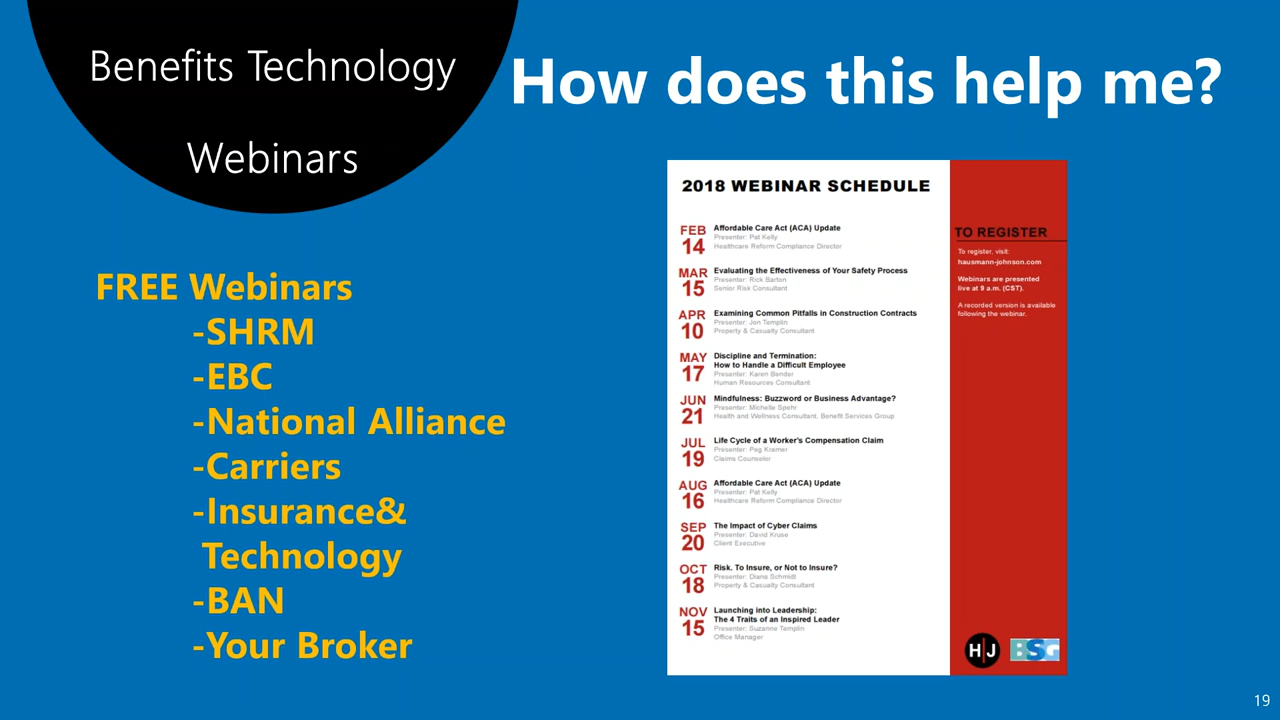 Benefits Technology
Webinars
How does this help me?
FREE Webinars
-SHRM
-EBC
-National Alliance
-Carriers
-Insurance&
Technology
-BAN
-Your Broker
2018 WEBINAR SCHEDULE
FEB
14
Affordable Care Act (ACA) Update
Presenter: Pat Kelly
Healthcare Reform Compliance Director
MAR
15
Evaluating the Effectiveness of Your Safety Process
Presenter: Rick Barton
Senior Risk Consultant
APR
10
Examining Common Pitfalls in Construction Contracts
Presenter: Jon Templin
Property & Casualty Consultant
MAY
17
Discipline and Termination:
How to Handle a Difficult Employee
Presenter: Karen Bender
Human Resources Consultant
JUN
21
Mindfulness: Buzzword or Business Advantage?
Presenter: Michelle Spehr
Health and Wellness Consultant, Benefit Services Group
JUL
19
Life Cycle of a Worker's Compensation Claim
Presenter: Peg Kramer
Claims Counselor
AUG
16
Affordable Care Act (ACA) Update
Presenter: Pat Kelly
Healthcare Reform Compliance Director
SEP
20
The Impact of Cyber Claims
Presenter: David Kruse
Client Executive
OCT
18
Risk. To Insure, or Not to Insure?
Presenter: Diana Schmidt
Property & Casualty Consultant
NOV
15
Launching into Leadership:
The 4 Traits of an Inspired Leader
Presenter: Suzanne Templin
Office Manager
TO REGISTER
To register, visit:
hausmann-johnson.com
Webinars are presented
live at 9 a.m. (CST).
A recorded version is available
following the webinar.
H|J
BSG
19